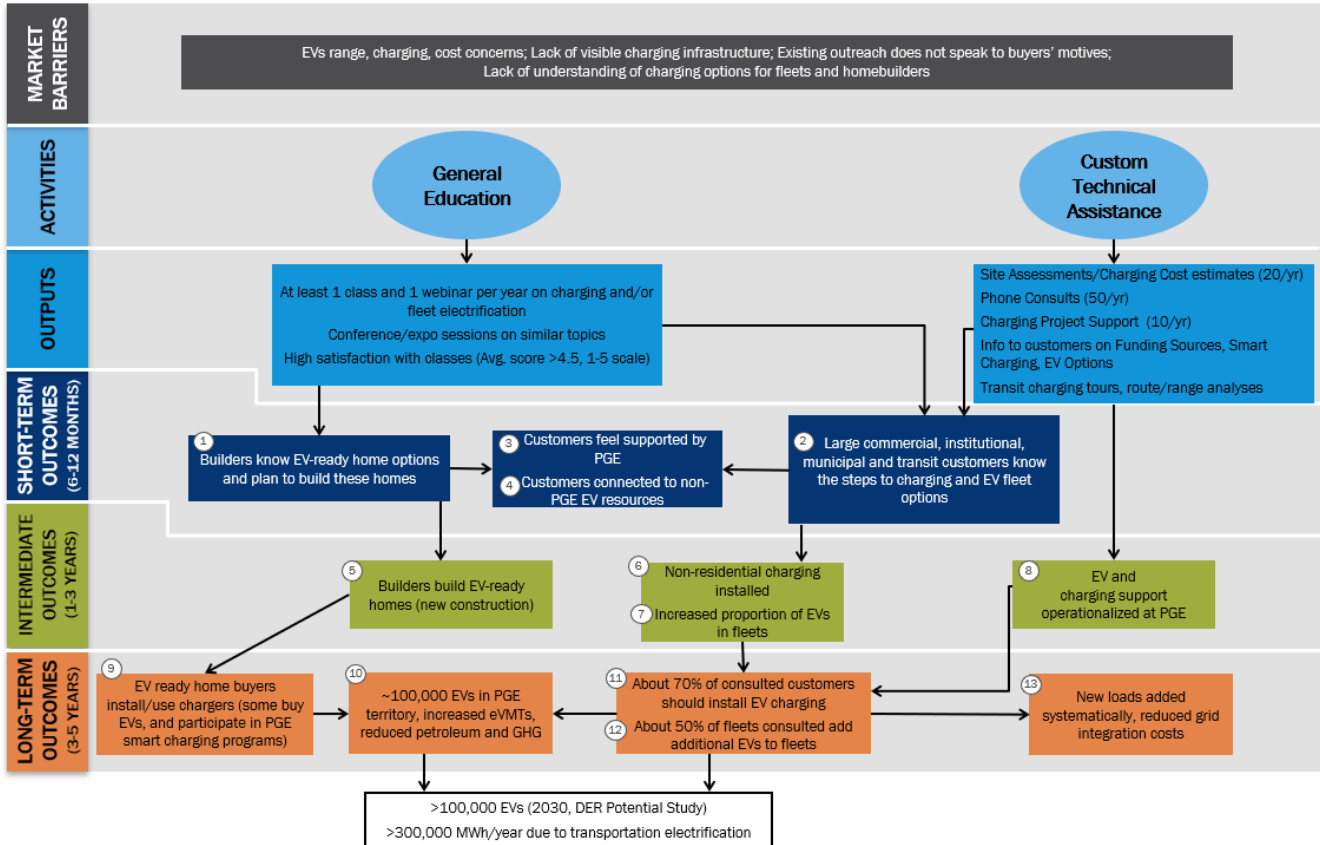 MARKET
BARRIERS
EVs range, charging, cost concerns; Lack of visible charging infrastructure; Existing outreach does not speak to buyers' motives;
Lack of understanding of charging options for fleets and homebuilders
ACTIVITIES
General
Education
Custom
Technical
Assistance
OUTPUTS
At least 1 class and 1 webinar per year on charging and/or
fleet electrification
Conference/expo sessions on similar topics
High satisfaction with classes (Avg. score >4.5, 1-5 scale)
Site Assessments/Charging Cost estimates (20/yr)
Phone Consults (50/yr)
Charging Project Support (10/yr)
Info to customers on Funding Sources, Smart
Charging, EV Options
Transit charging tours, route/range analyses
SHORT-TERM
OUTCOMES
(6-12 MONTHS)
1
Builders know EV-ready home options
and plan to build these homes
3
Customers feel supported by
PGE
4
Customers connected to non-
PGE EV resources
2
Large commercial, institutional,
municipal and transit customers know
the steps to charging and EV fleet
options
INTERMEDIATE
OUTCOMES
(1-3 YEARS)
5
Builders build EV-ready
homes (new construction)
6
Non-residential charging
installed
7
Increased proportion of EVs
in fleets
8
EV and
charging support
operationalized at PGE
LONG-TERM
OUTCOMES
(3-5 YEARS)
9
EV ready home buyers
install/use chargers (some buy
EVs, and participate in PGE
smart charging programs)
10
~100,000 EVs in PGE
territory, increased eVMTs,
reduced petroleum and GHG
11
About 70% of consulted customers
should install EV charging
12
About 50% of fleets consulted add
additional EVs to fleets
13
New loads added
systematically, reduced grid
integration costs
>100,000 EVs (2030, DER Potential Study)
>300,000 MWh/year due to transportation electrification